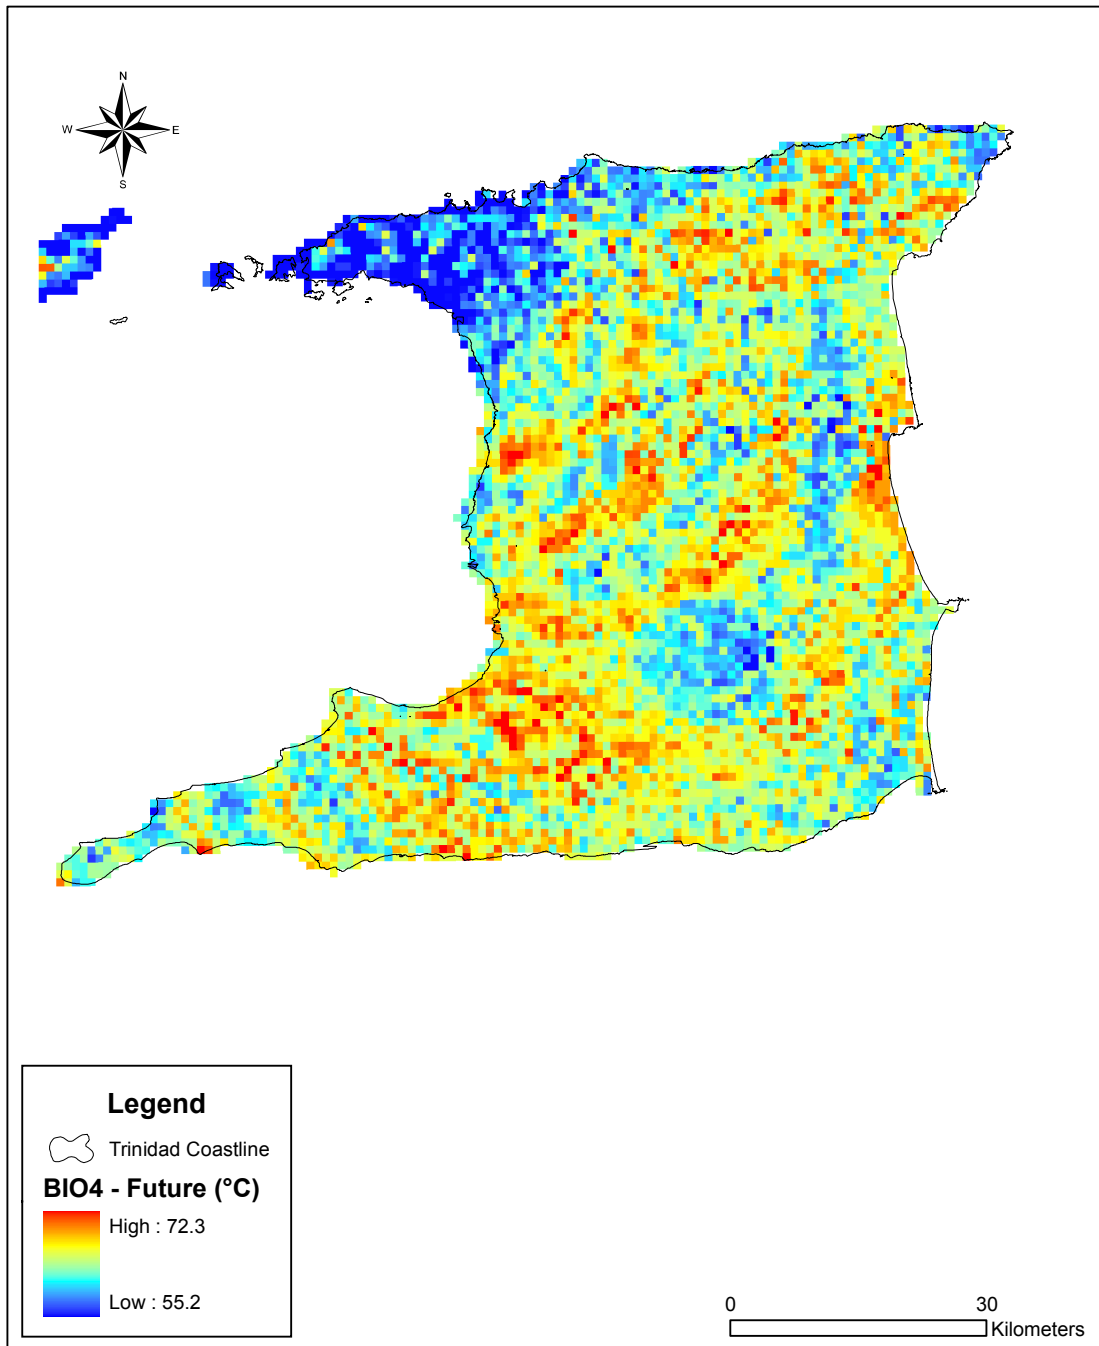 N
W E
S
Legend
Trinidad Coastline
BIO4 - Future (°C)
High : 72.3
Low : 55.2
0 30
Kilometers